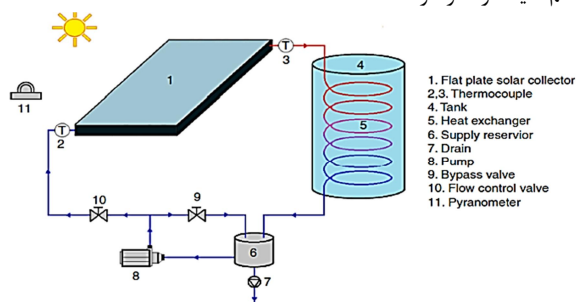 1
T
3
4
5
11
T
2
10
9
6
8
7
1. Flat plate solar collector
2,3. Thermocouple
4. Tank
5. Heat exchanger
6. Supply reservior
7. Drain
8. Pump
9. Bypass valve
10. Flow control valve
11. Pyranometer